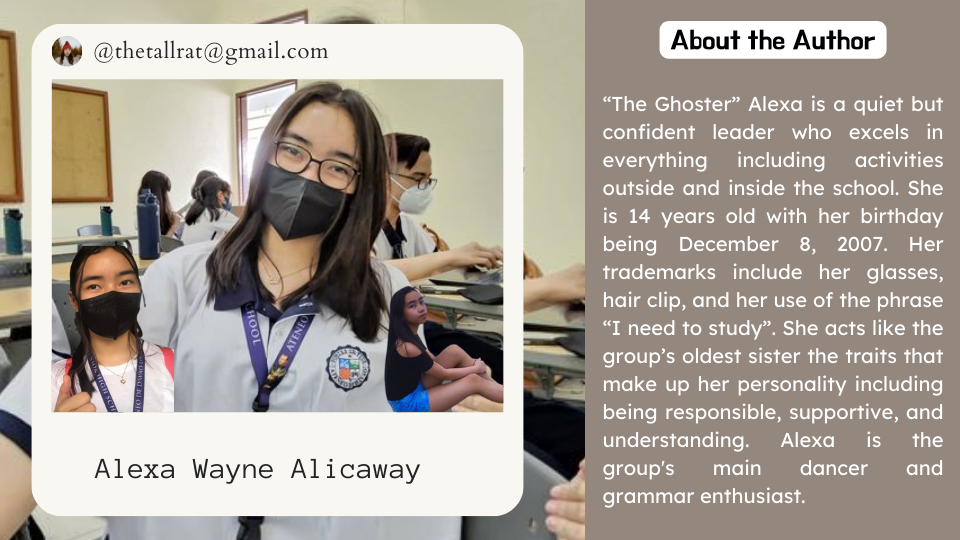 @thetallrat@gmail.com
Alexa Wayne Alicaway
About the Author
“The Ghoster” Alexa is a quiet but
confident leader who excels in
everything including activities
outside and inside the school. She
is 14 years old with her birthday
being December 8, 2007. Her
trademarks include her glasses,
hair clip, and her use of the phrase
“I need to study”. She acts like the
group’s oldest sister the traits that
make up her personality including
being responsible, supportive, and
understanding. Alexa is the
group's main dancer and
grammar enthusiast.